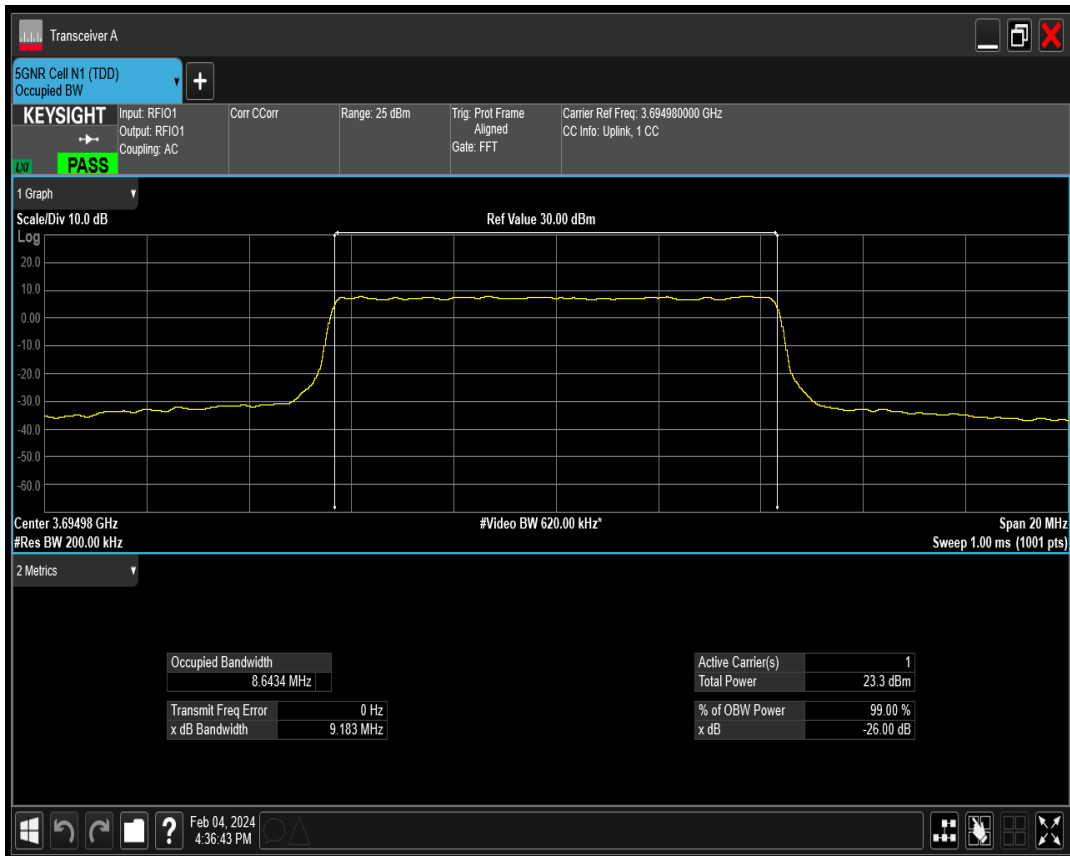 Transceiver A
5GNR Cell N1 (TDD)
Occupied BW
+
KEYSIGHT
LXI
PASS
Input: RFIO1
Output: RFIO1
Coupling: AC
Corr CCorr
Range: 25 dBm
Trig: Prot Frame
Aligned
Gate: FFT
Carrier Ref Freq: 3.694980000 GHz
CC Info: Uplink, 1 CC
1 Graph
Scale/Div 10.0 dB
Ref Value 30.00 dBm
Log
20.0
10.0
0.00
-10.0
-20.0
-30.0
-40.0
-50.0
-60.0
Center 3.69498 GHz
#Video BW 620.00 kHz*
Span 20 MHz
#Res BW 200.00 kHz
Sweep 1.00 ms (1001 pts)
2 Metrics
Occupied Bandwidth
8.6434 MHz
Transmit Freq Error 0 Hz
x dB Bandwidth 9.183 MHz
Active Carrier(s) 1
Total Power 23.3 dBm
% of OBW Power 99.00 %
x dB -26.00 dB
?
Feb 04, 2024
4:36:43 PM